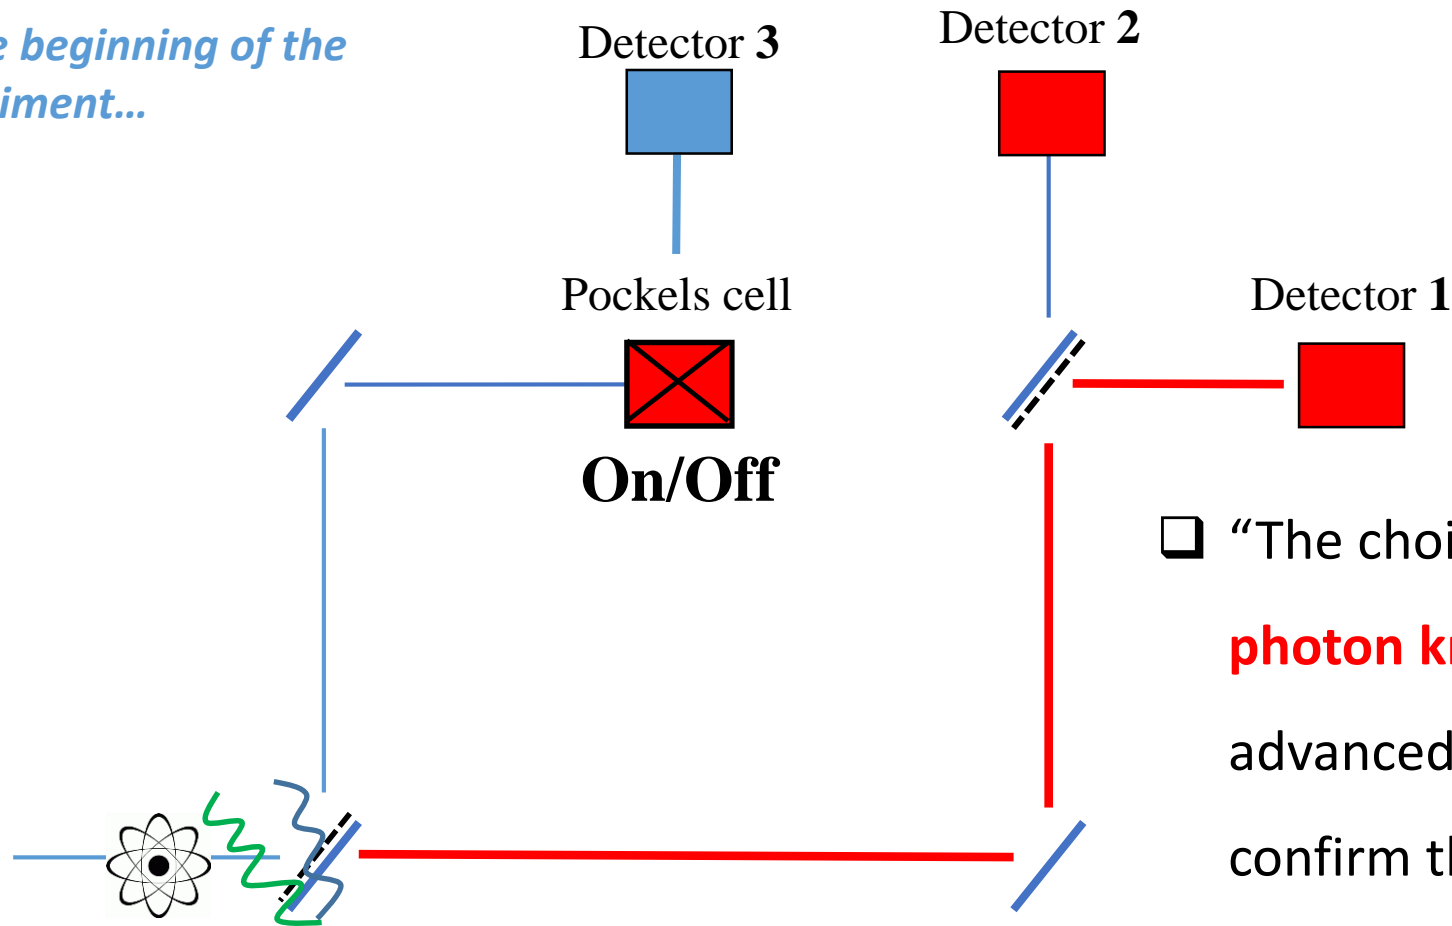 e beginning of the
iment…
Detector 3
Detector 2
Pockels cell
Detector 1
On/Off
“The choi
photon k
advanced
confirm th